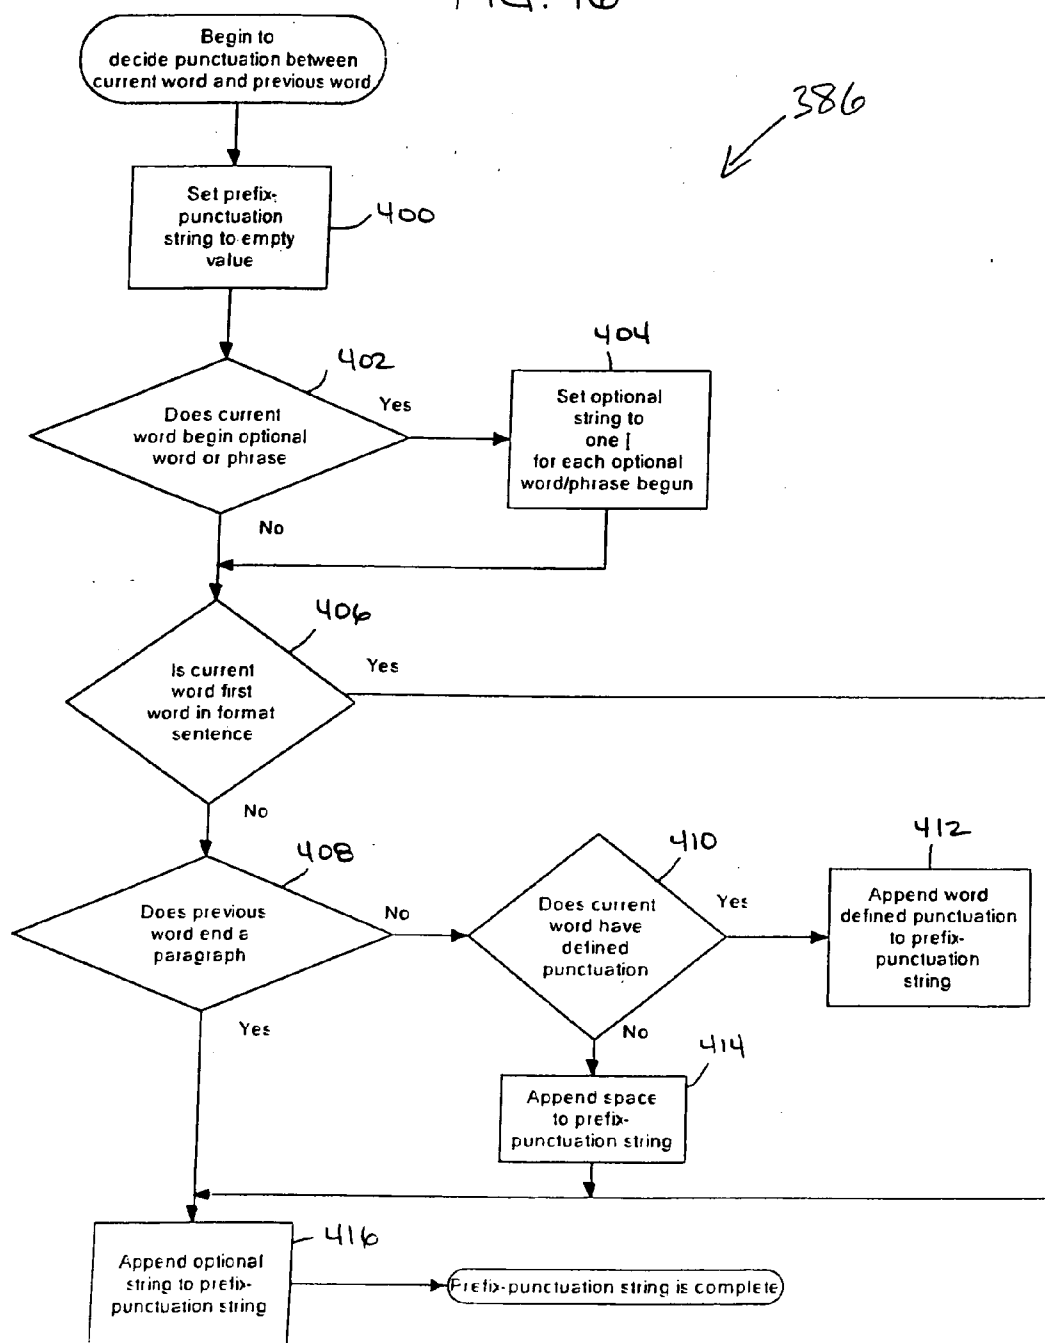 Begin to
decide punctuation between
current word and previous word
386
Set prefix-
punctuation
string to empty
value
400
402
404
Does current
word begin optional
word or phrase
Yes
Set optional
string to
one [
for each optional
word/phrase begun
No
406
Is current
word first
word in format
sentence
Yes
No
408
410
412
Does previous
word end a
paragraph
No
Does current
word have
defined
punctuation
Yes
Append word
defined punctuation
to prefix-
punctuation
string
Yes
No
414
Append space
to prefix-
punctuation string
416
Append optional
string to prefix-
punctuation string
Prefix-punctuation string is complete